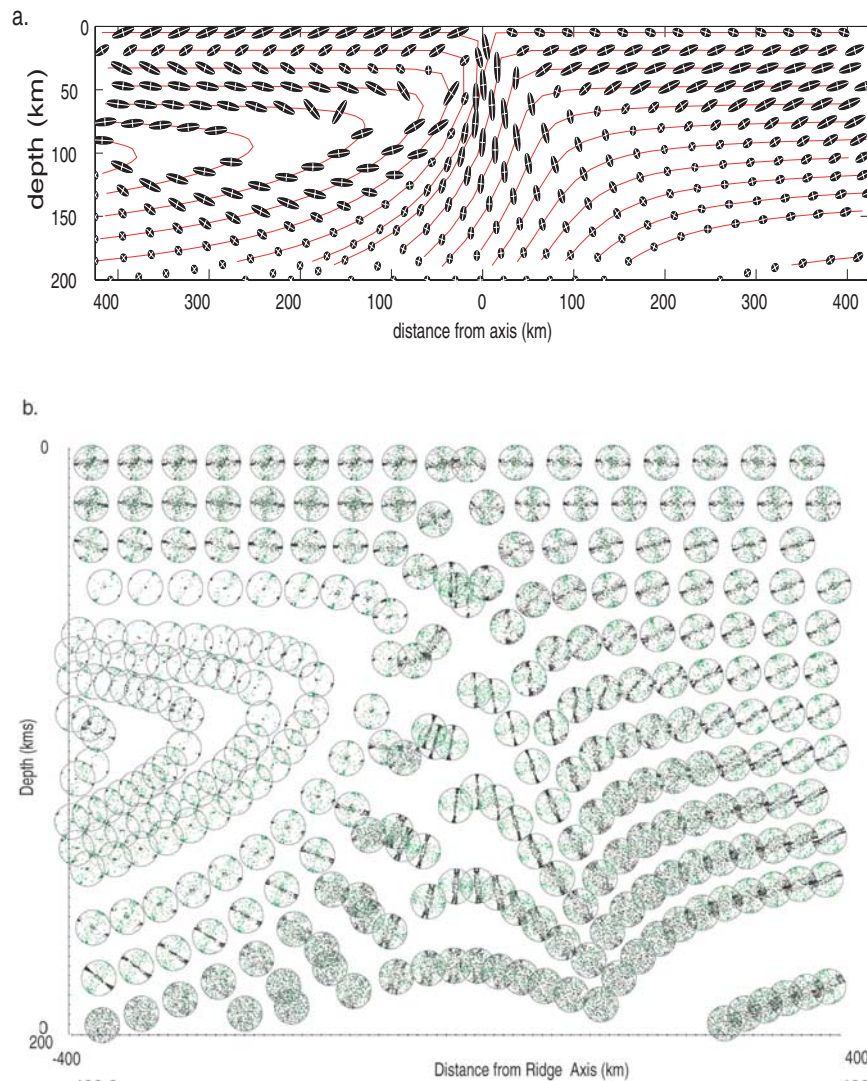 a.
0
50
100
150
200
depth (km)
400 300 200 100 0 100 200 300 400
distance from axis (km)
b.
0
Depth (kms)
0
200
-400
Distance from Ridge Axis (km)
400